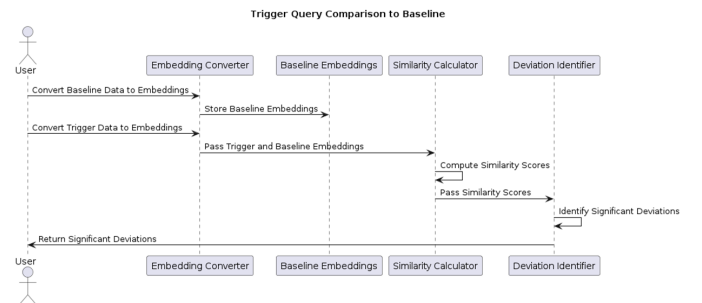 Trigger Query Comparison to Baseline
User
Embedding Converter
Baseline Embeddings
Similarity Calculator
Deviation Identifier
Convert Baseline Data to Embeddings
Store Baseline Embeddings
Convert Trigger Data to Embeddings
Pass Trigger and Baseline Embeddings
Compute Similarity Scores
Pass Similarity Scores
Identify Significant Deviations
Return Significant Deviations
User
Embedding Converter
Baseline Embeddings
Similarity Calculator
Deviation Identifier